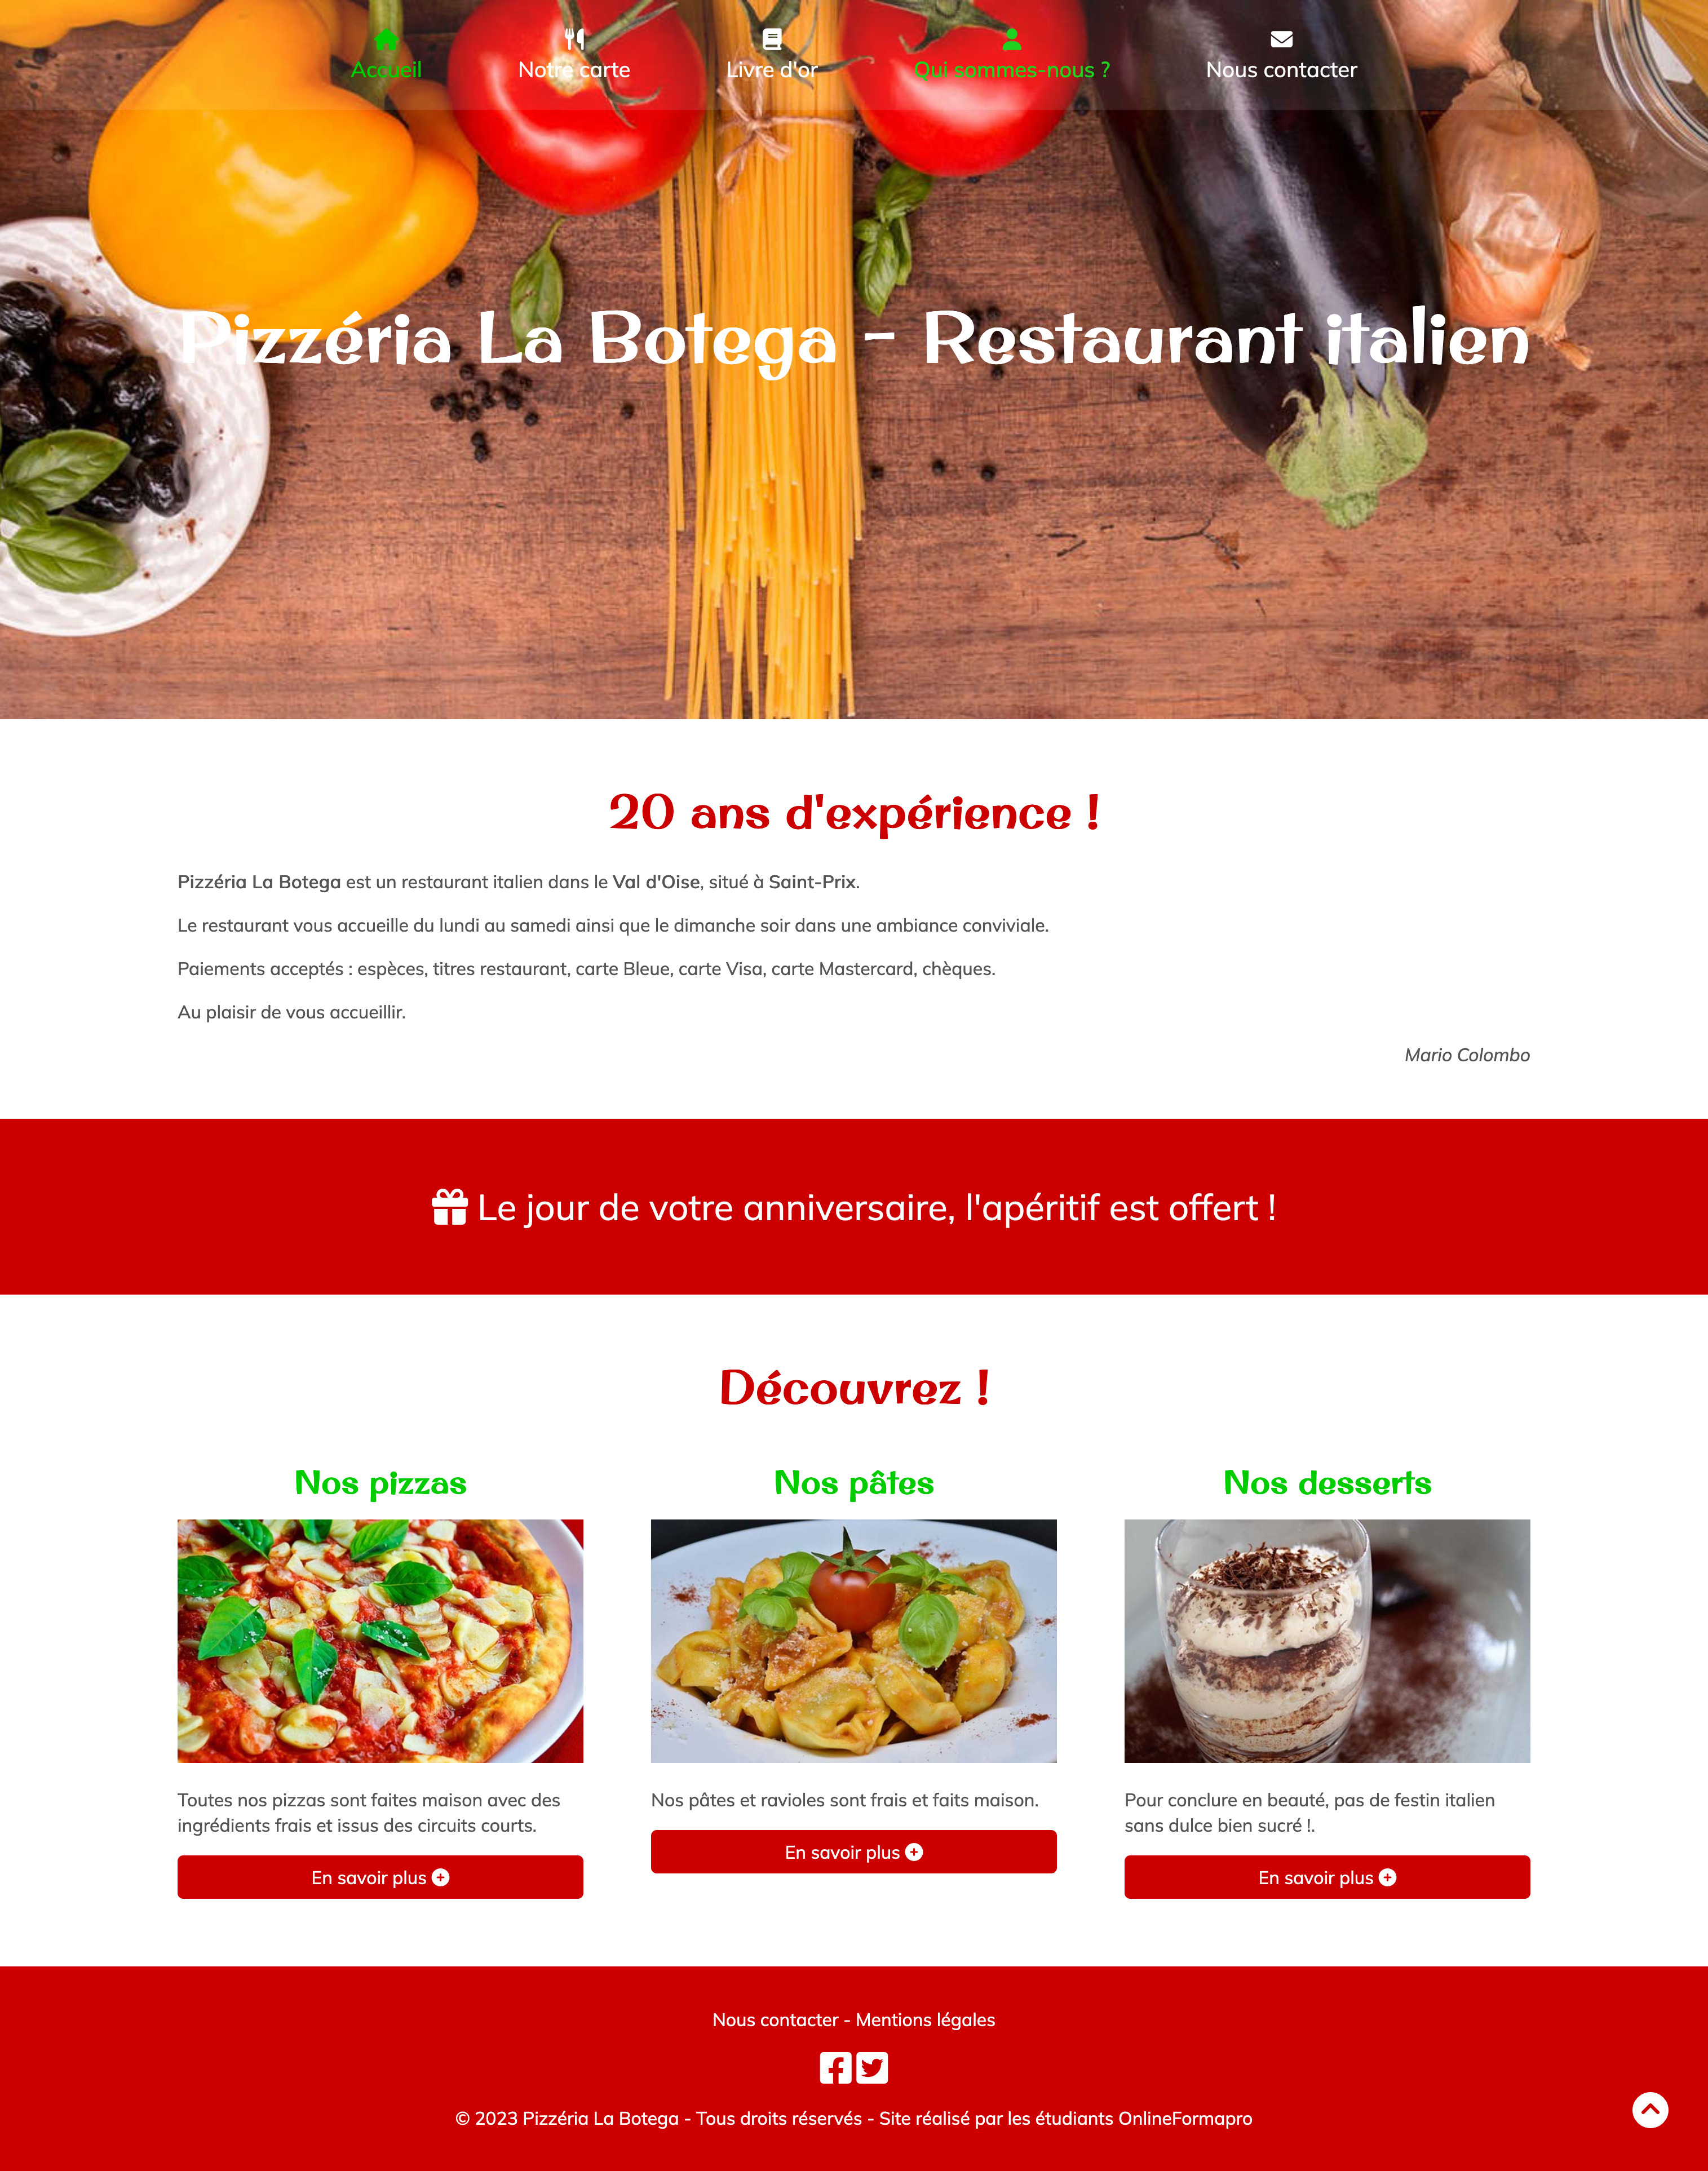 Accueil
Notre carte
Livre d'or
Qui sommes-nous ?
Nous contacter
Pizzéria La Botega - Restaurant italien
20 ans d'expérience !
Pizzéria La Botega est un restaurant italien dans le Val d'Oise, situé à Saint-Prix.
Le restaurant vous accueille du lundi au samedi ainsi que le dimanche soir dans une ambiance conviviale.
Paiements acceptés : espèces, titres restaurant, carte Bleue, carte Visa, carte Mastercard, chèques.
Au plaisir de vous accueillir.
Mario Colombo
Le jour de votre anniversaire, l'apéritif est offert !
Découvrez !
Nos pizzas
Toutes nos pizzas sont faites maison avec des
ingrédients frais et issus des circuits courts.
En savoir plus
Nos pâtes
Nos pâtes et ravioles sont frais et faits maison.
En savoir plus
Nos desserts
Pour conclure en beauté, pas de festin italien
sans dulce bien sucré !.
En savoir plus
Nous contacter - Mentions légales
© 2023 Pizzéria La Botega - Tous droits réservés - Site réalisé par les étudiants OnlineFormapro